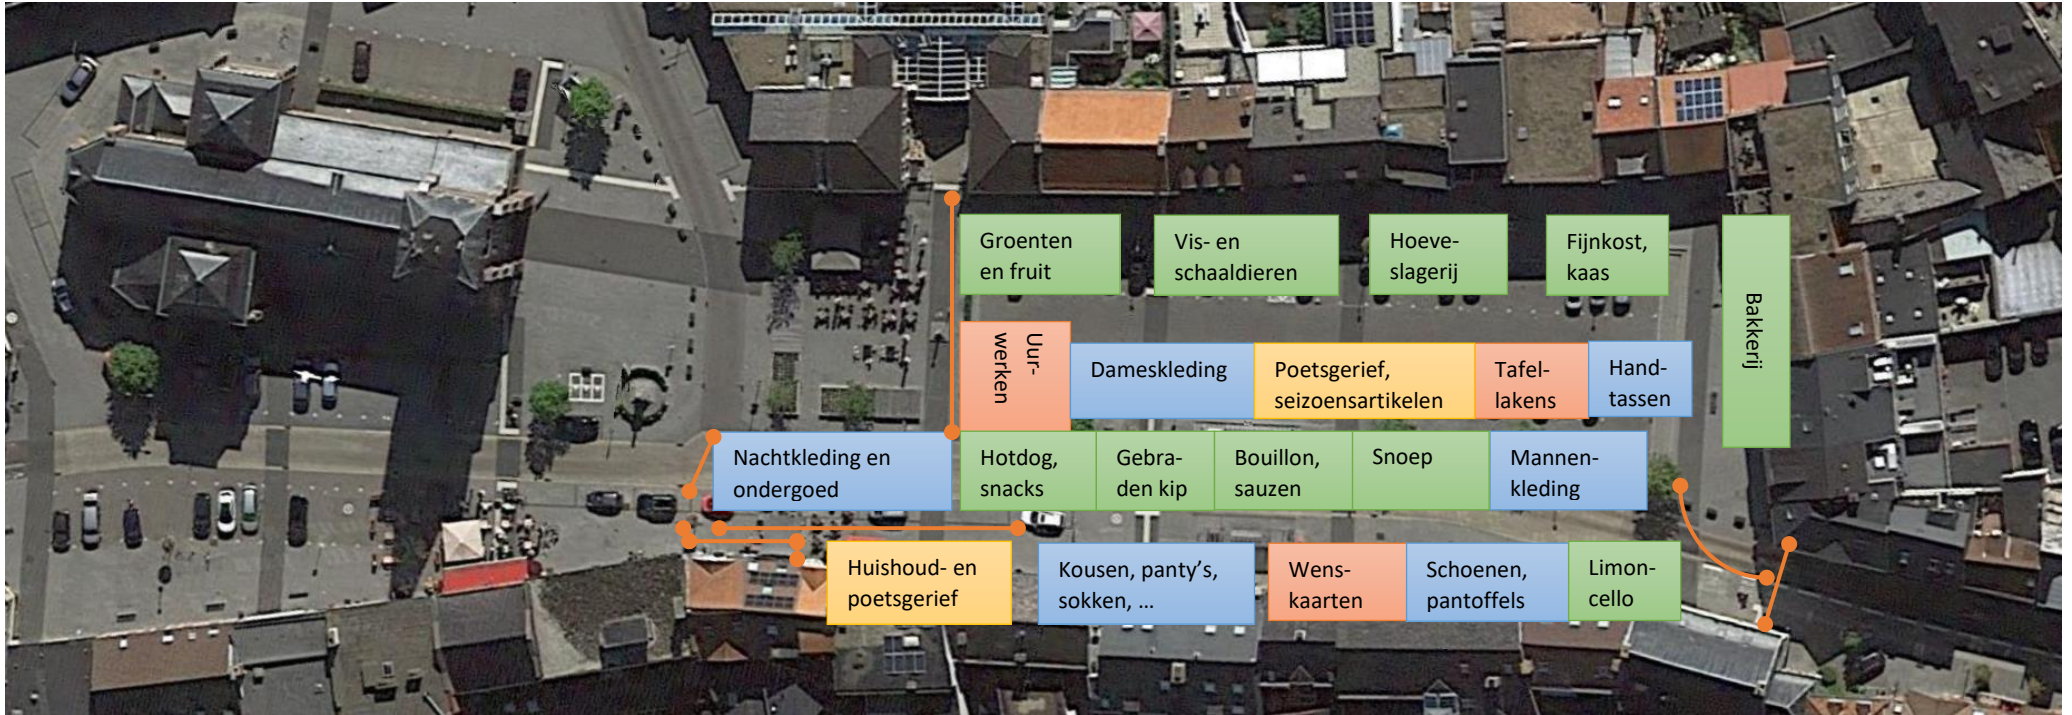 Groenten
en fruit
Vis- en
schaaldieren
Hoeve-
slagerij
Fijnkost,
kaas
Bakkerij
Uur-
werken
Dameskleding
Poetsgerief,
seizoensartikelen
Tafel-
lakens
Hand-
tassen
Nachtkleding en
ondergoed
Hotdog,
snacks
Gebra-
den kip
Bouillon,
sauzen
Snoep
Mannen-
kleding
Huishoud- en
poetsgerief
Kousen, panty’s,
sokken, …
Wens-
kaarten
Schoenen,
pantoffels
Limon-
cello